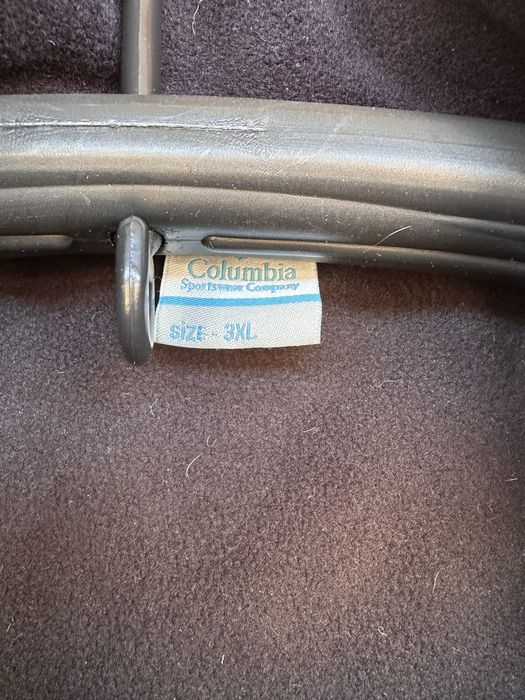 Columbia
Sportswear Company
SIZE - 3XL